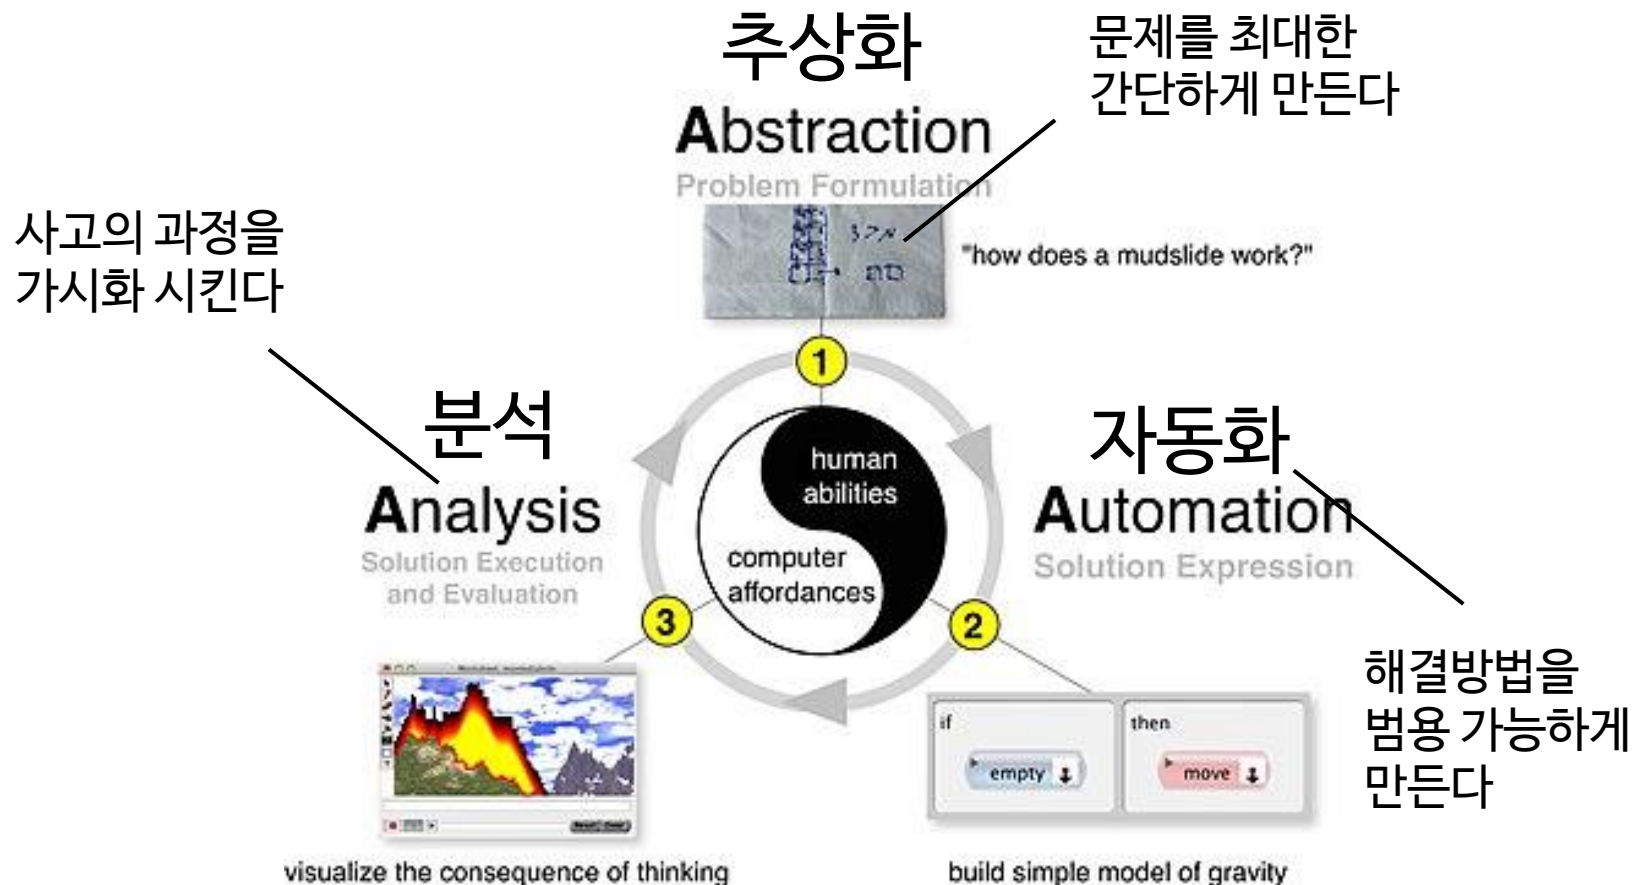 추상화
Abstraction
Problem Formulation
문제를 최대한
간단하게 만든다
"how does a mudslide work?"
사고의 과정을
가시화 시킨다
1
분석
Analysis
Solution Execution
and Evaluation
human
abilities
computer
affordances
자동화
Automation
Solution Expression
3
2
해결방법을
범용 가능하게
만든다
if
empty
then
move
visualize the consequence of thinking
build simple model of gravity